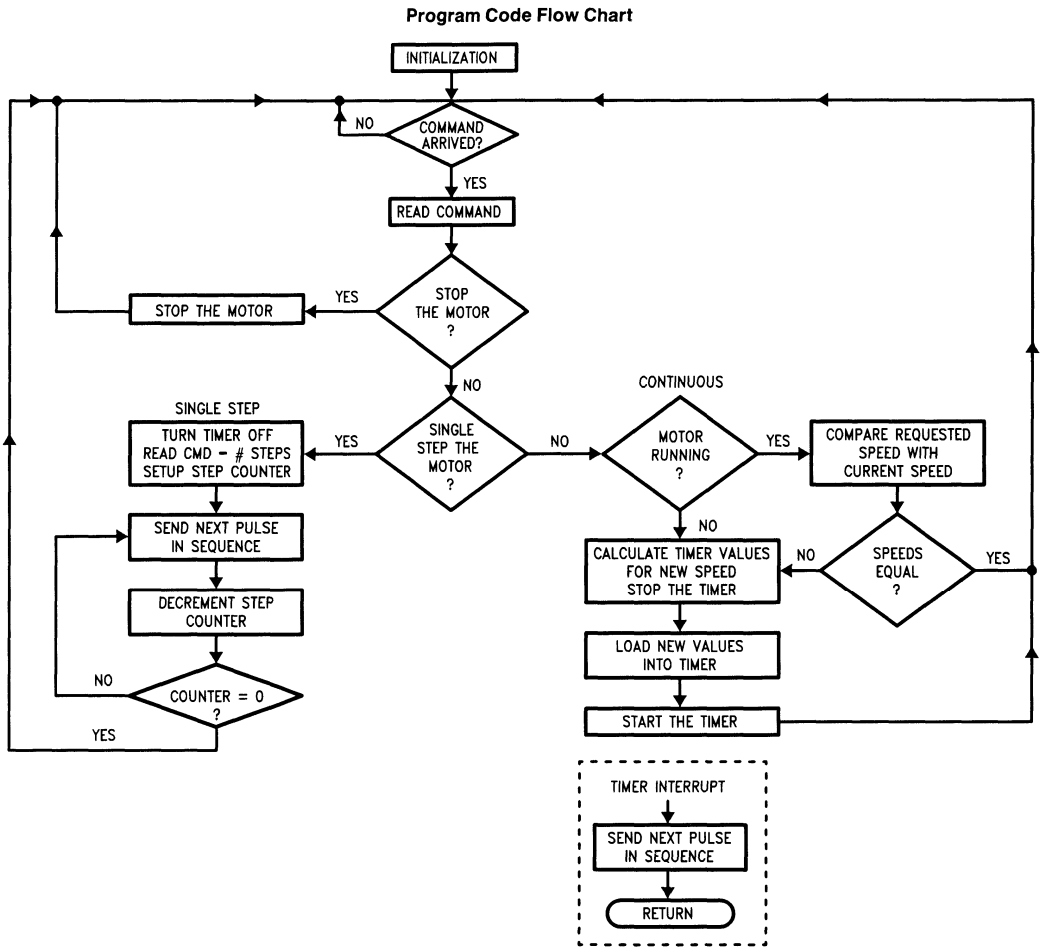 Program Code Flow Chart
INITIALIZATION
COMMAND
ARRIVED?
NO
YES
READ COMMAND
STOP
THE MOTOR
?
YES
STOP THE MOTOR
NO
SINGLE
STEP THE
MOTOR
?
YES
SINGLE STEP
TURN TIMER OFF
READ CMD – # STEPS
SETUP STEP COUNTER
SEND NEXT PULSE
IN SEQUENCE
DECREMENT STEP
COUNTER
COUNTER = 0
?
NO
YES
NO
CONTINUOUS
MOTOR
RUNNING
?
YES
COMPARE REQUESTED
SPEED WITH
CURRENT SPEED
SPEEDS
EQUAL
?
YES
NO
NO
CALCULATE TIMER VALUES
FOR NEW SPEED
STOP THE TIMER
LOAD NEW VALUES
INTO TIMER
START THE TIMER
TIMER INTERRUPT
SEND NEXT PULSE
IN SEQUENCE
RETURN